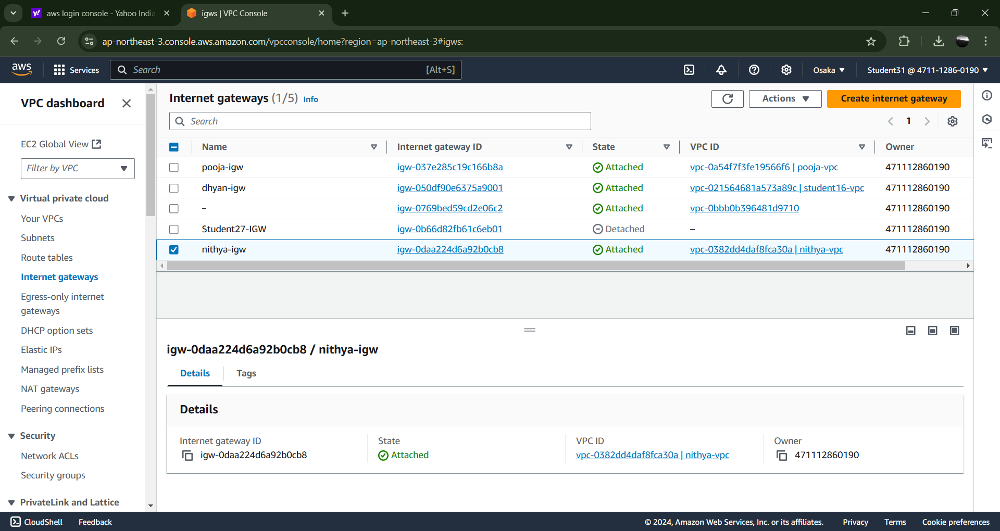 aws login console - Yahoo India
igws | VPC Console
ap-northeast-3.console.aws.amazon.com/vpcconsole/home?region=ap-northeast-3#igws:
aws
Services
Search
[Alt+S]
Osaka
Student31 @ 4711-1286-0190
VPC dashboard
EC2 Global View
Filter by VPC
Virtual private cloud
Your VPCs
Subnets
Route tables
Internet gateways
Egress-only internet
gateways
DHCP option sets
Elastic IPs
Managed prefix lists
NAT gateways
Peering connections
Security
Network ACLs
Security groups
PrivateLink and Lattice
Internet gateways (1/5) Info
Actions
Create internet gateway
Search
1
Name Internet gateway ID State VPC ID Owner
pooja-igw igw-037e285c19c166b8a Attached vpc-0a54f7f3fe19566f6 | pooja-vpc 471112860190
dhyan-igw igw-050df90e6375a9001 Attached vpc-021564681a573a89c | student16-vpc 471112860190
– igw-0769bed59cd2e06c2 Attached vpc-0bbb0b396481d9710 471112860190
Student27-IGW igw-0b66d82fb61c6eb01 Detached – 471112860190
nithya-igw igw-0daa224d6a92b0cb8 Attached vpc-0382dd4daf8fca30a | nithya-vpc 471112860190
igw-0daa224d6a92b0cb8 / nithya-igw
Details Tags
Details
Internet gateway ID State VPC ID Owner
igw-0daa224d6a92b0cb8 Attached vpc-0382dd4daf8fca30a | nithya-vpc 471112860190
CloudShell Feedback © 2024, Amazon Web Services, Inc. or its affiliates. Privacy Terms Cookie preferences